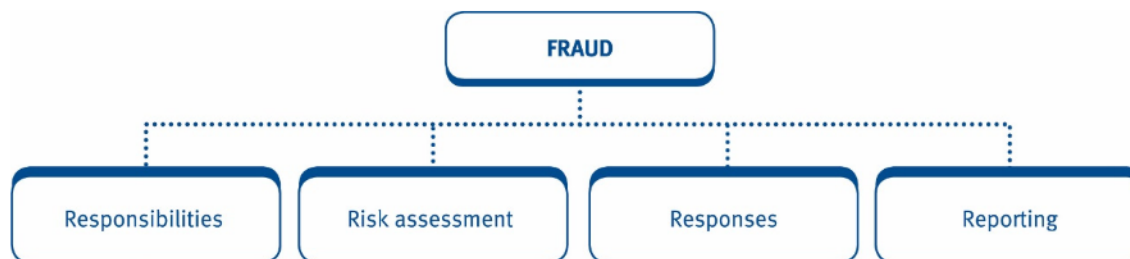 FRAUD
Responsibilities
Risk assessment
Responses
Reporting